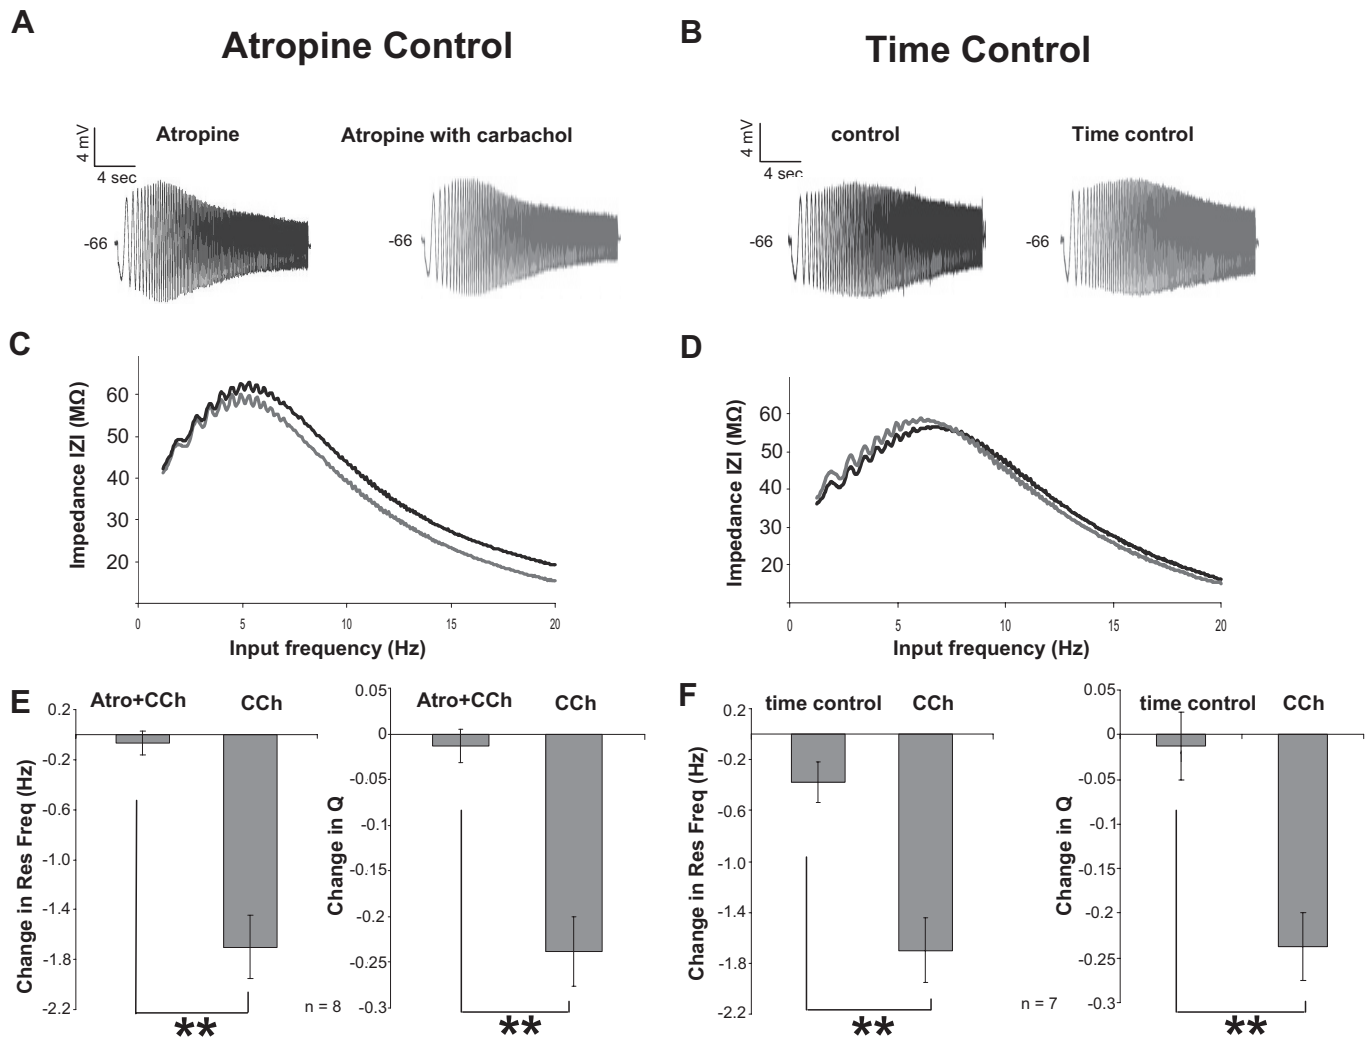 A
Atropine Control
B
Time Control
4 mV
4 sec
Atropine
Atropine with carbachol
-66
-66
4 mV
4 sec
control
Time control
-66
-66
C
Impedance IZI (MΩ)
60
50
40
30
20
0 5 10 15 20
Input frequency (Hz)
D
Impedance IZI (MΩ)
60
50
40
30
20
0 5 10 15 20
Input frequency (Hz)
E
Atro+CCh CCh
Change in Res Freq (Hz)
0.2
-0.2
-0.6
-1.0
-1.4
-1.8
-2.2
**
n = 8
Atro+CCh CCh
Change in Q
0.05
0
-0.05
-0.1
-0.15
-0.2
-0.25
-0.3
**
F
time control CCh
Change in Res Freq (Hz)
0.2
-0.2
-0.6
-1.0
-1.4
-1.8
-2.2
**
n = 7
time control CCh
Change in Q
0.05
0
-0.05
-0.1
-0.15
-0.2
-0.25
-0.3
**